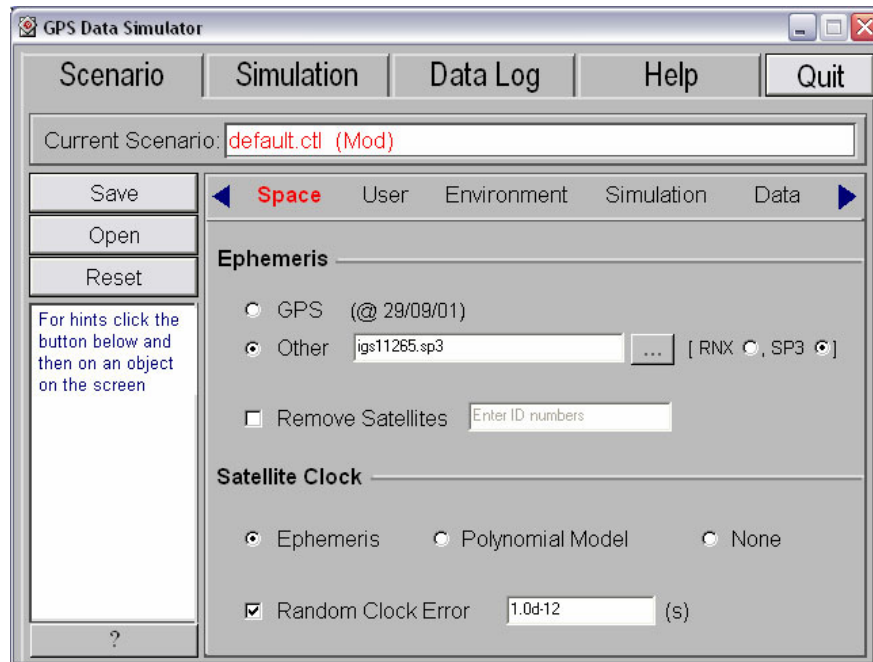 GPS Data Simulator
Scenario Simulation Data Log Help Quit
Current Scenario: default.ctl (Mod)
Save
Open
Reset
For hints click the
button below and
then on an object
on the screen
?
Space User Environment Simulation Data
Ephemeris
GPS (@ 29/09/01)
Other igs11265.sp3 ... [ RNX , SP3 ]
Remove Satellites Enter ID numbers
Satellite Clock
Ephemeris Polynomial Model None
Random Clock Error 1.0d-12 (s)